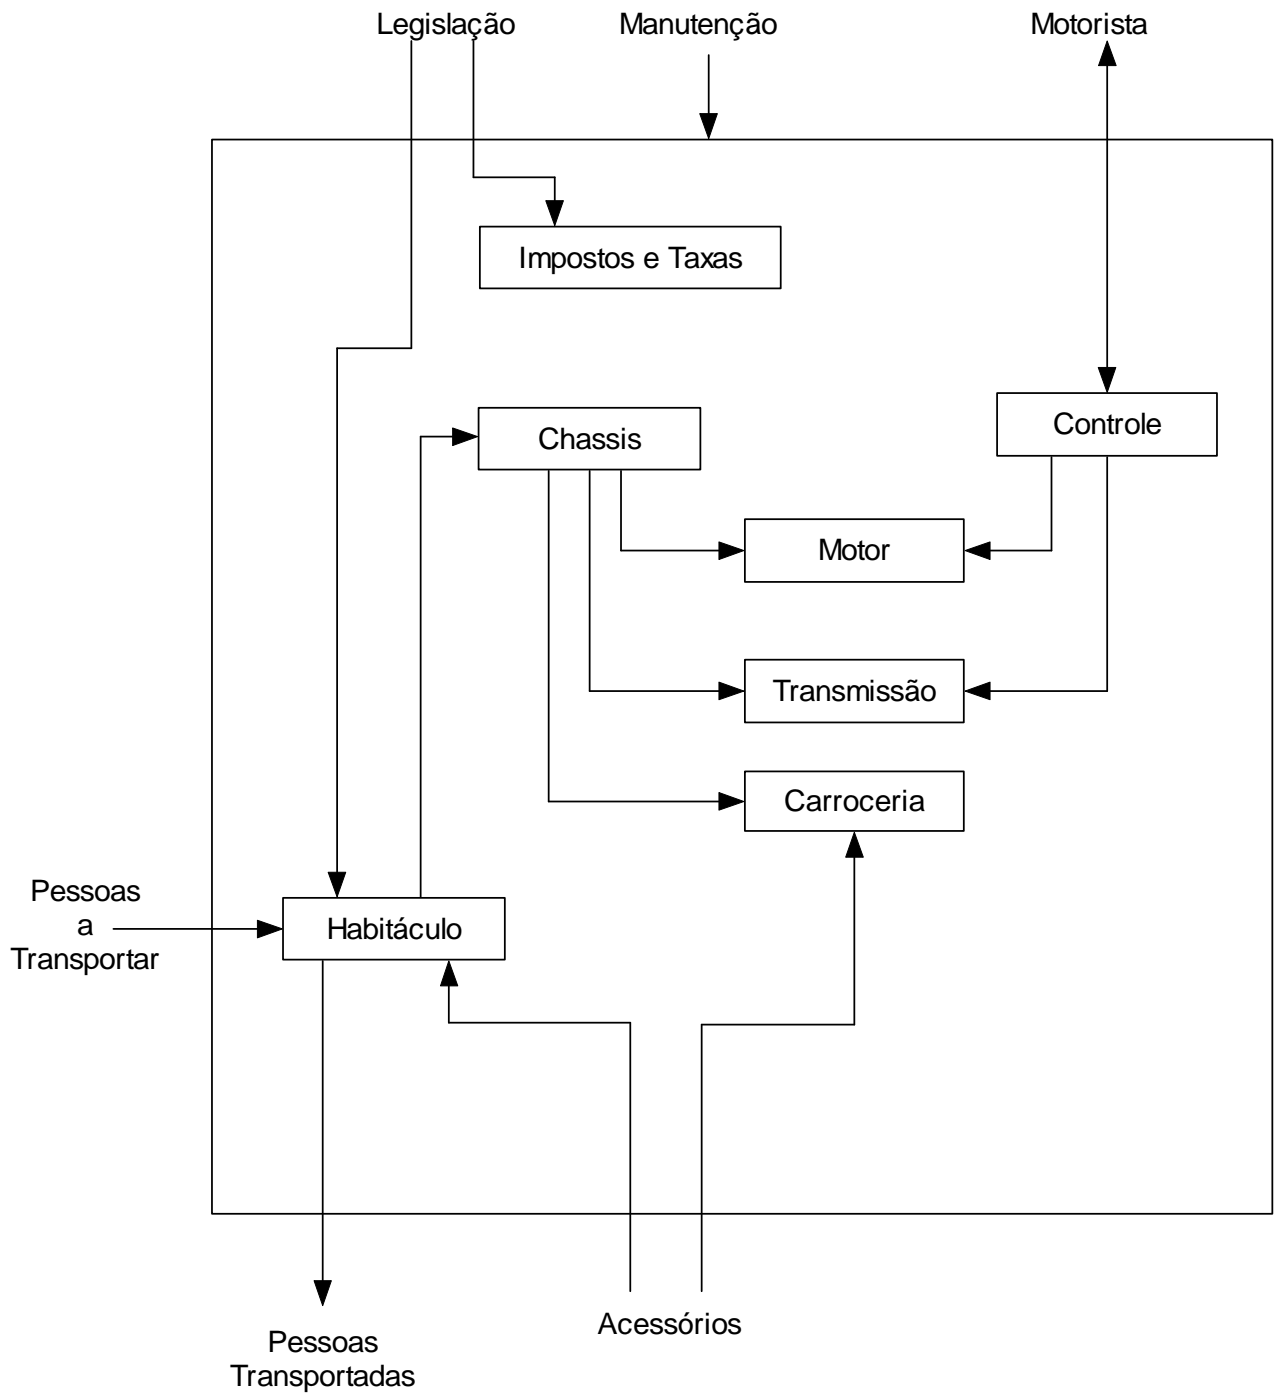 Legislação
Manutenção
Motorista
Impostos e Taxas
Chassis
Controle
Motor
Transmissão
Carroceria
Pessoas
a
Transportar
Habitáculo
Acessórios
Pessoas
Transportadas